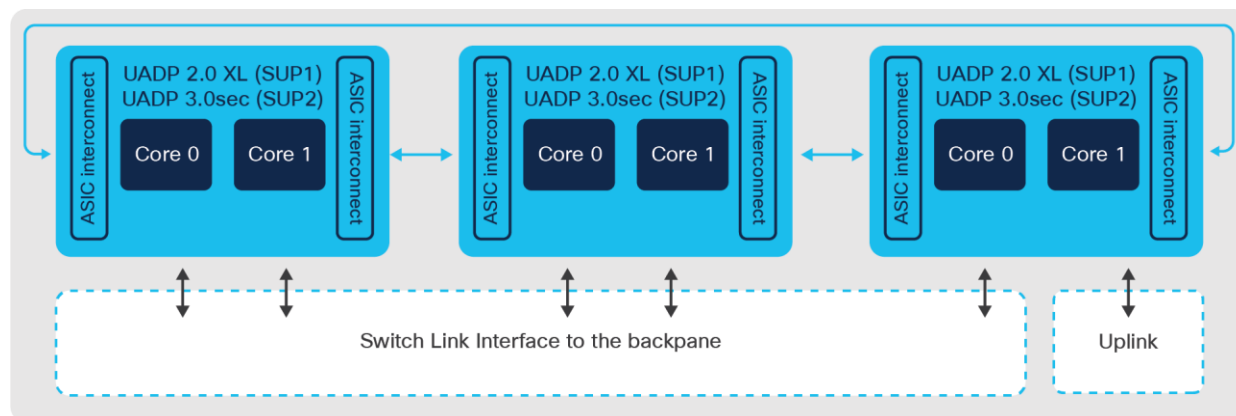 ASIC interconnect
UADP 2.0 XL (SUP1)
UADP 3.0sec (SUP2)
Core 0
Core 1
ASIC interconnect
ASIC interconnect
UADP 2.0 XL (SUP1)
UADP 3.0sec (SUP2)
Core 0
Core 1
ASIC interconnect
ASIC interconnect
UADP 2.0 XL (SUP1)
UADP 3.0sec (SUP2)
Core 0
Core 1
ASIC interconnect
Switch Link Interface to the backpane
Uplink